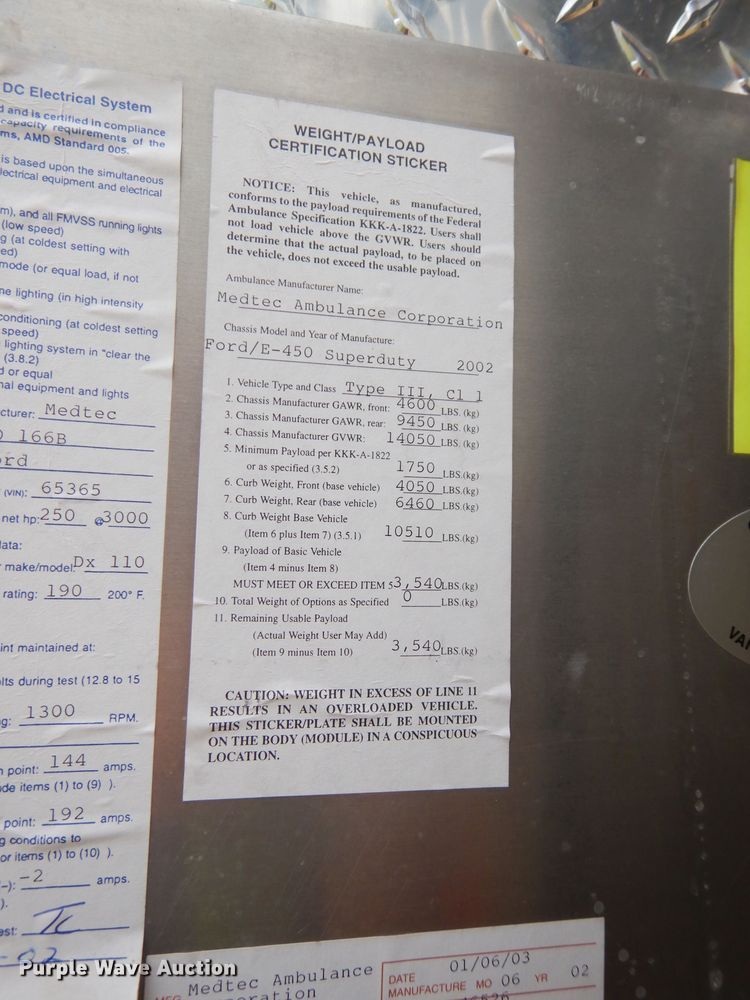 DC Electrical System
d and is certified in compliance
capacity requirements of the
ms, AMD Standard 005.
is based upon the simultaneous
lectrical equipment and electrical
m), and all FMVSS running lights
(low speed)
g (at coldest setting with
ed)
mode (or equal load, if not
ne lighting (in high intensity
conditioning (at coldest setting
speed)
lighting system in "clear the
(3.8.2)
d or equal
nal equipment and lights
cturer: Medtec
166B
ord
(VIN): 65365
net hp: 250 @3000
data:
make/model: Dx 110
rating: 190 200° F.
int maintained at:
lts during test (12.8 to 15
g: 1300 RPM.
point: 144 amps.
de items (1) to (9) ).
point: 192 amps.
g conditions to
or items (1) to (10) ).
-): -2 amps.
).
est:
WEIGHT/PAYLOAD
CERTIFICATION STICKER
NOTICE: This vehicle, as manufactured,
conforms to the payload requirements of the Federal
Ambulance Specification KKK-A-1822. Users shall
not load vehicle above the GVWR. Users should
determine that the actual payload, to be placed on
the vehicle, does not exceed the usable payload.
Ambulance Manufacturer Name:
Medtec Ambulance Corporation
Chassis Model and Year of Manufacture:
Ford/E-450 Superduty 2002
1. Vehicle Type and Class Type III, Cl 1
2. Chassis Manufacturer GAWR, front: 4600 LBS. (kg)
3. Chassis Manufacturer GAWR, rear: 9450 LBS (kg)
4. Chassis Manufacturer GVWR: 14050 LBS.(kg)
5. Minimum Payload per KKK-A-1822
or as specified (3.5.2) 1750 LBS.(kg)
6. Curb Weight, Front (base vehicle) 4050 LBS.(kg)
7. Curb Weight, Rear (base vehicle) 6460 LBS.(kg)
8. Curb Weight Base Vehicle
(Item 6 plus Item 7) (3.5.1) 10510 LBS.(kg)
9. Payload of Basic Vehicle
(Item 4 minus Item 8)
MUST MEET OR EXCEED ITEM 5 3,540 LBS.(kg)
10. Total Weight of Options as Specified 0 LBS.(kg)
11. Remaining Usable Payload
(Actual Weight User May Add)
(Item 9 minus Item 10) 3,540 LBS.(kg)
CAUTION: WEIGHT IN EXCESS OF LINE 11
RESULTS IN AN OVERLOADED VEHICLE.
THIS STICKER/PLATE SHALL BE MOUNTED
ON THE BODY (MODULE) IN A CONSPICUOUS
LOCATION.
VAN
Medtec Ambulance
oration
DATE 01/06/03
MANUFACTURE MO 06 YR 02
Purple Wave Auction